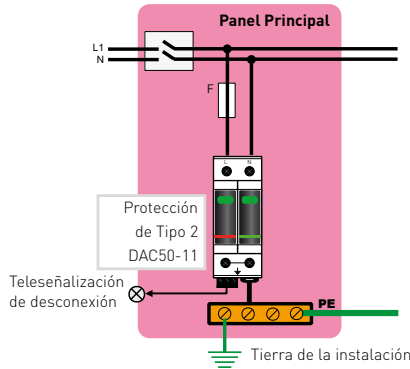 Panel Principal
L1
N
F
L N
Protección
de Tipo 2
DAC50-11
Teleseñalización
de desconexión
PE
Tierra de la instalación